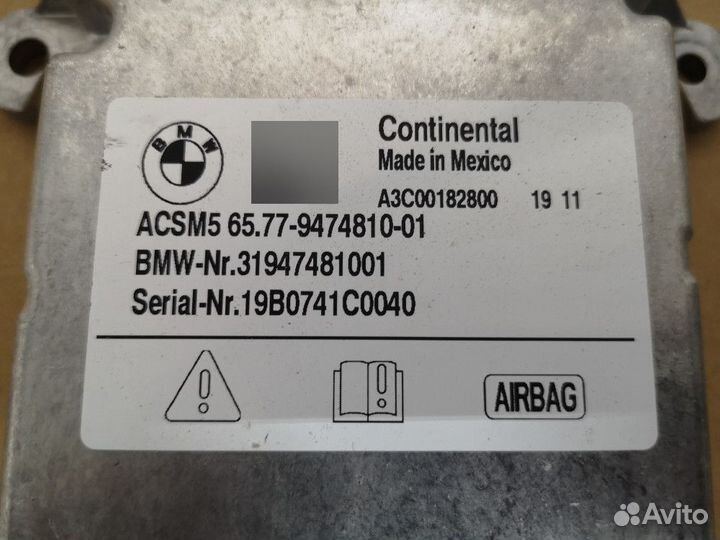 BMW
Continental
Made in Mexico
A3C00182800 19 11
ACSM5 65.77-9474810-01
BMW-Nr.31947481001
Serial-Nr.19B0741C0040
AIRBAG
Avito